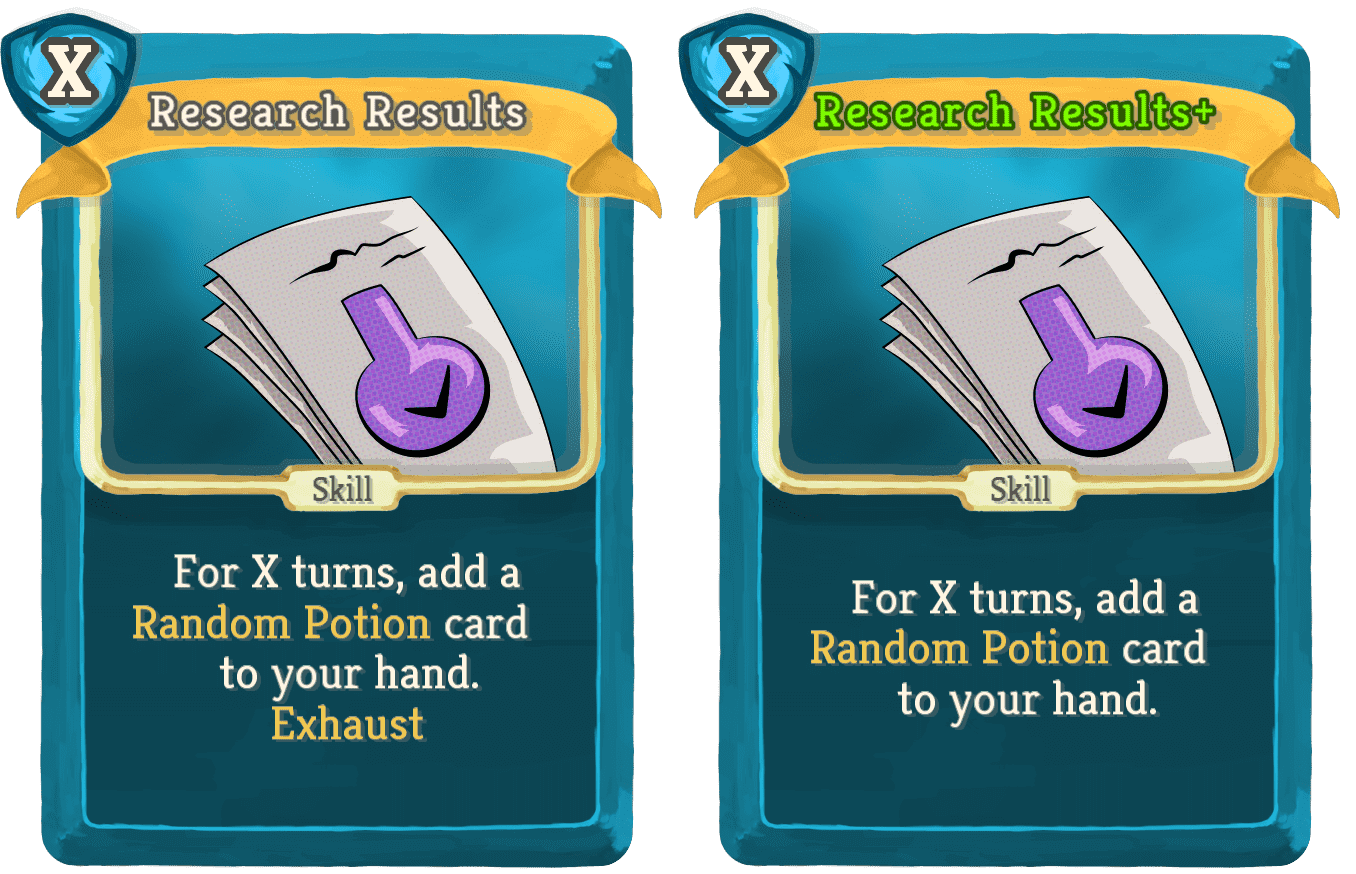 X
Research Results
Skill
For X turns, add a
Random Potion card
to your hand.
Exhaust
X
Research Results+
Skill
For X turns, add a
Random Potion card
to your hand.